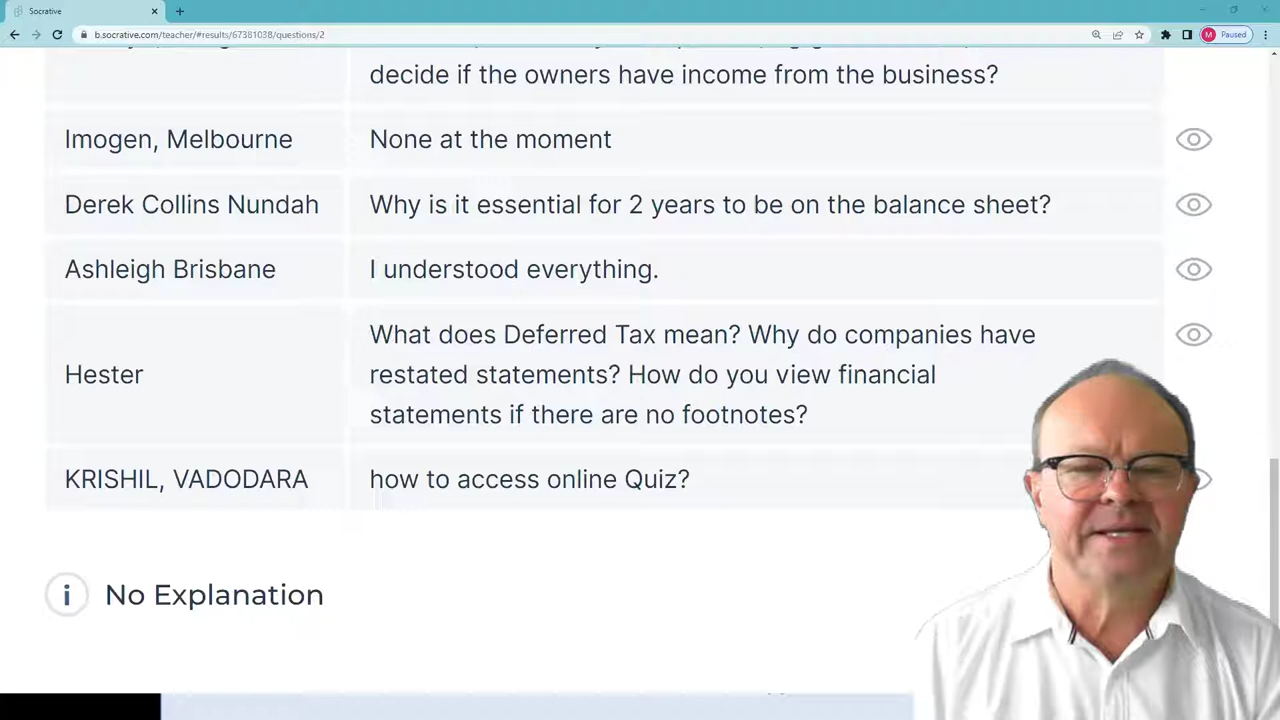 Socrative
b.socrative.com/teacher/#results/67381038/questions/2
M Paused
decide if the owners have income from the business?
Imogen, Melbourne
None at the moment
Derek Collins Nundah
Why is it essential for 2 years to be on the balance sheet?
Ashleigh Brisbane
I understood everything.
Hester
What does Deferred Tax mean? Why do companies have
restated statements? How do you view financial
statements if there are no footnotes?
KRISHIL, VADODARA
how to access online Quiz?
i No Explanation